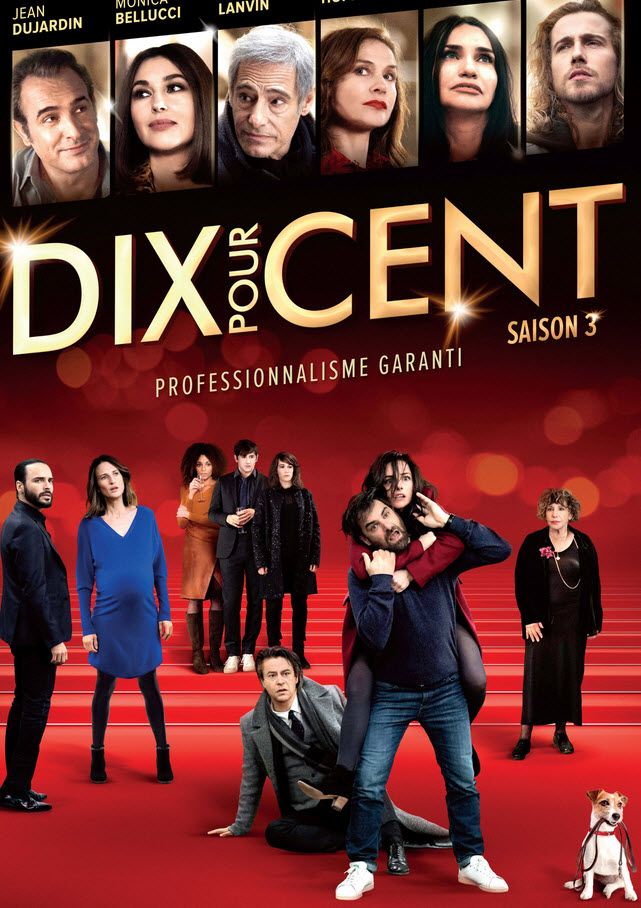 JEAN
DUJARDIN
MONICA
BELLUCCI
LANVIN
DIX POUR CENT
SAISON 3
PROFESSIONNALISME GARANTI